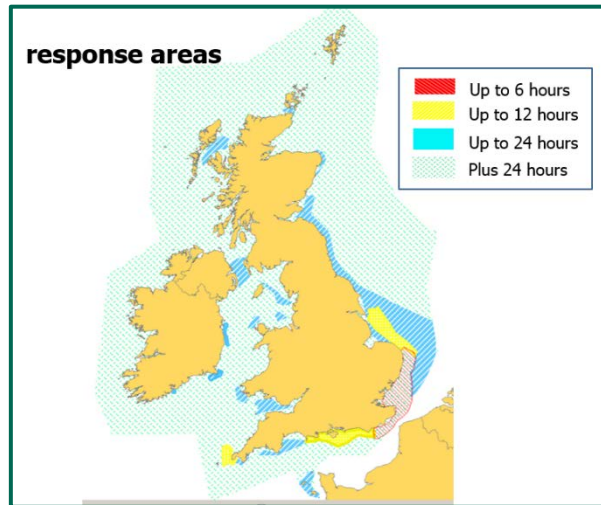 response areas
Up to 6 hours
Up to 12 hours
Up to 24 hours
Plus 24 hours